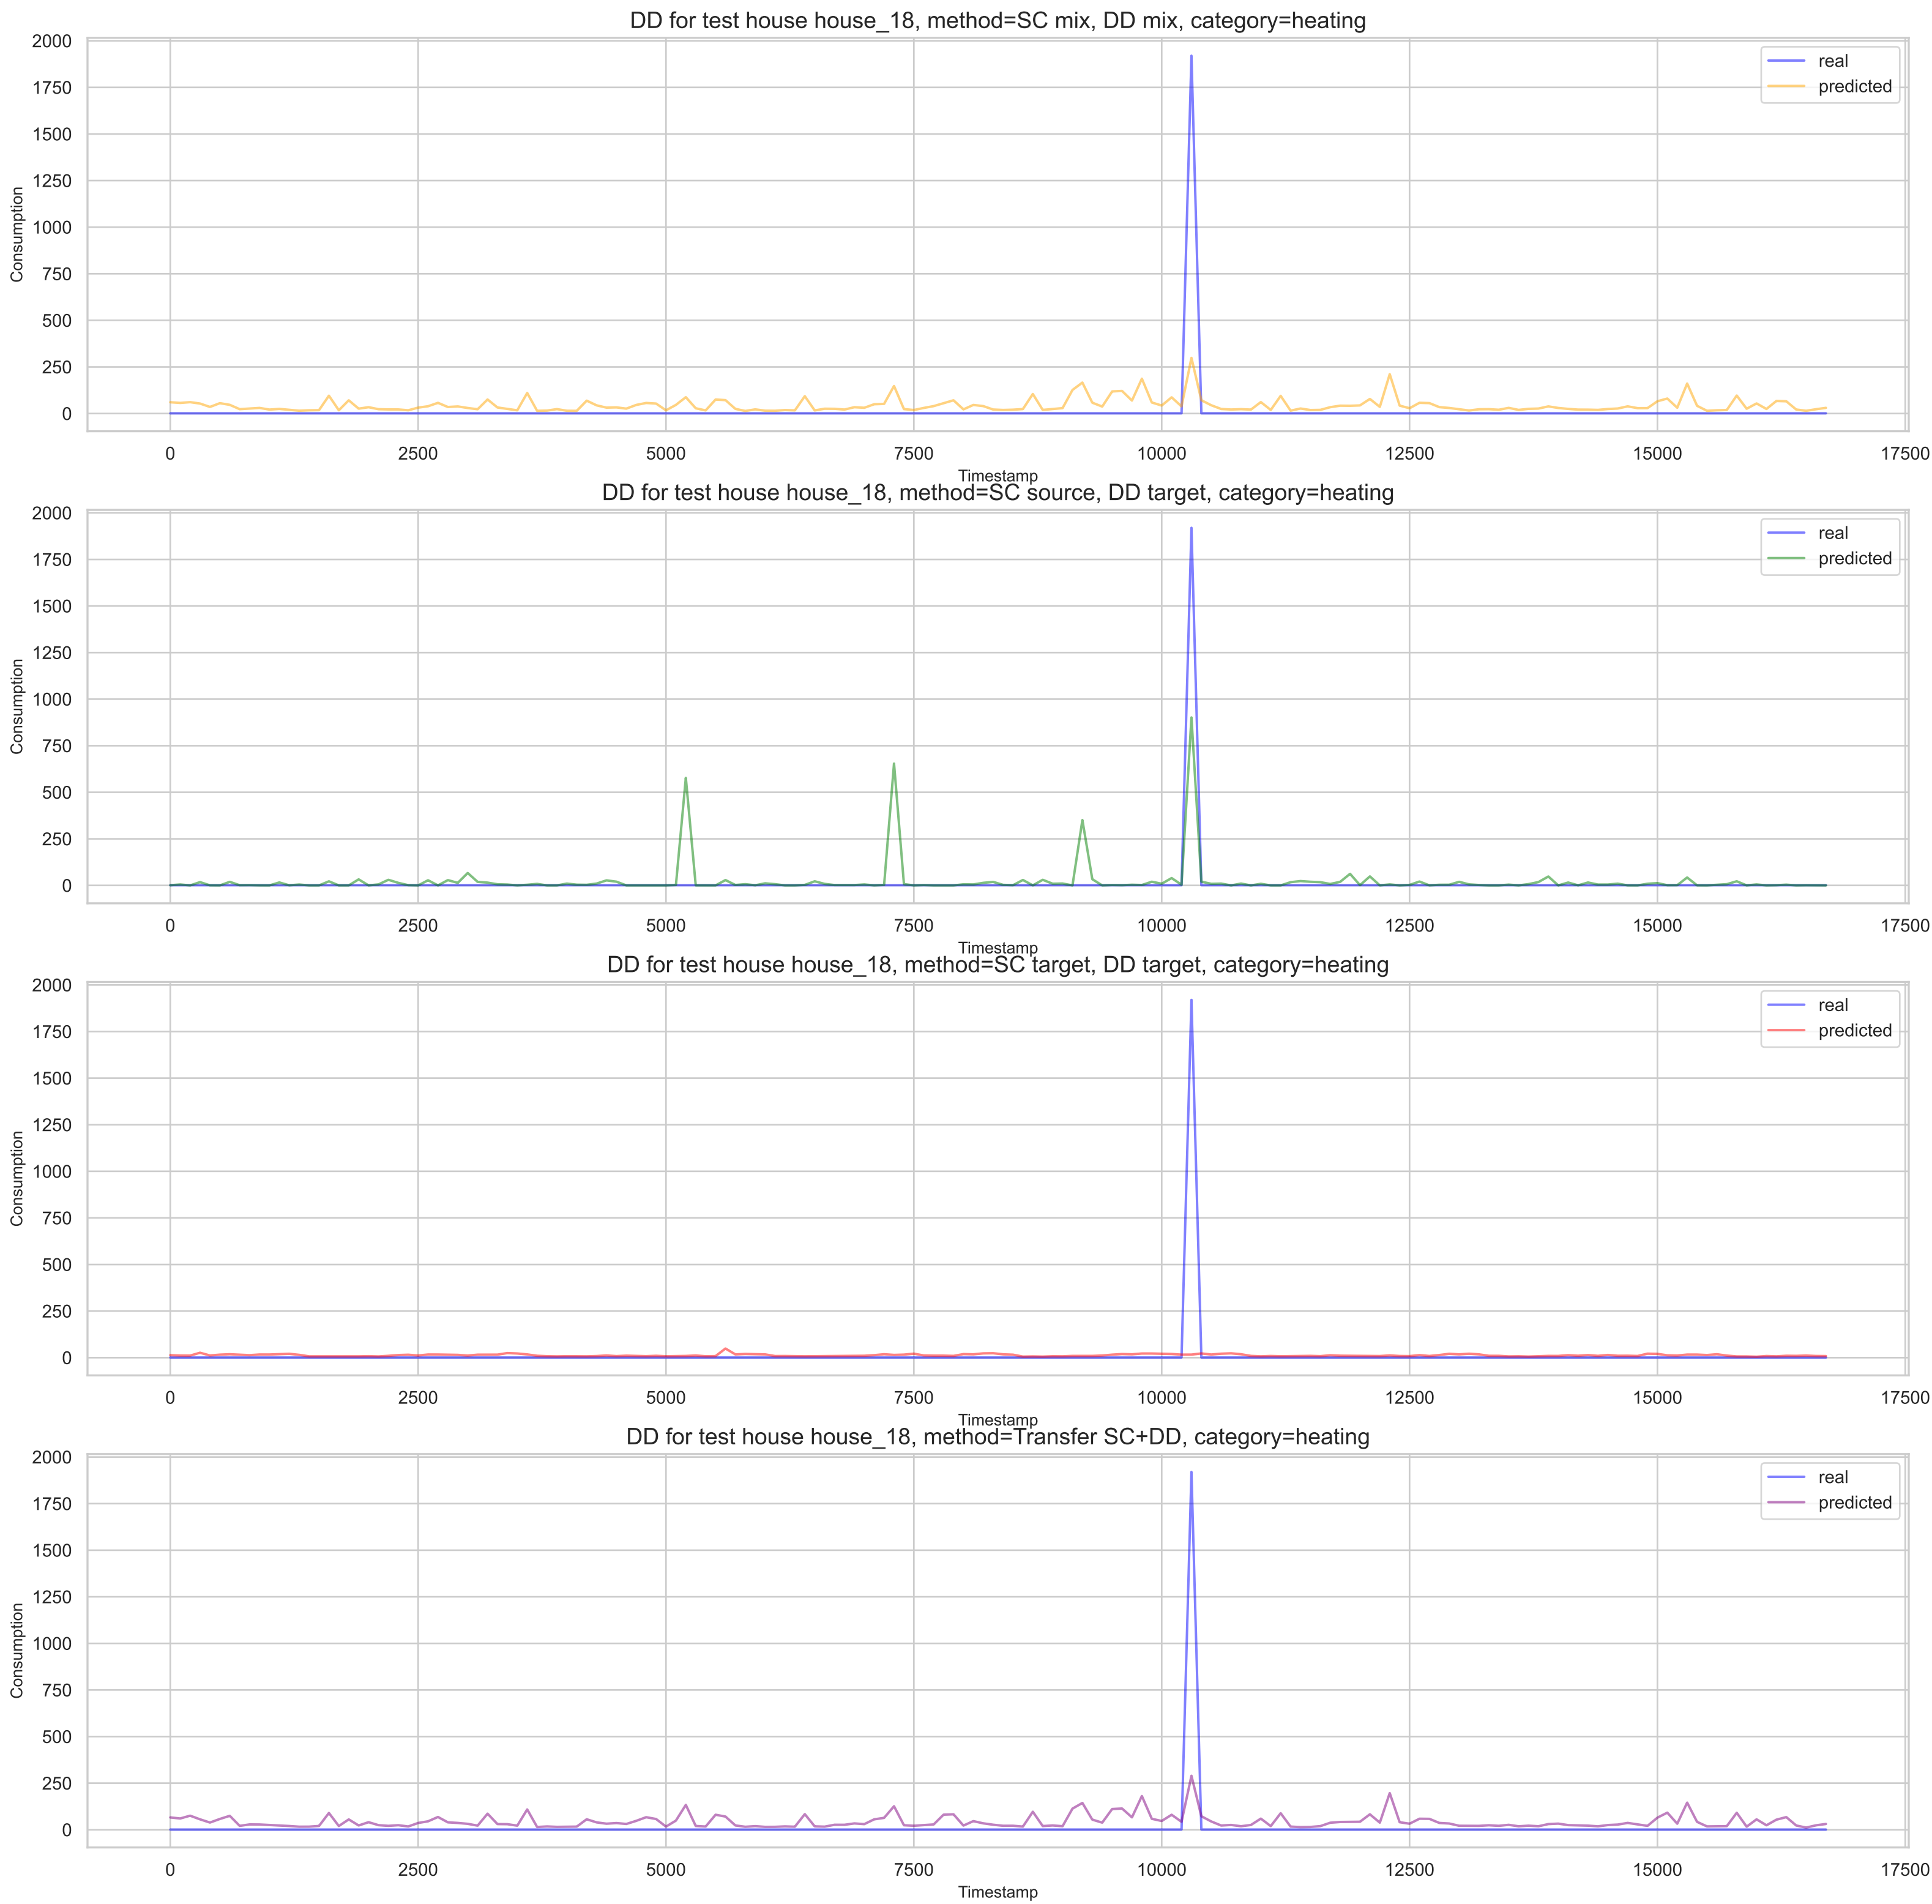 DD for test house house_18, method=SC mix, DD mix, category=heating
2000
1750
1500
1250
1000
750
500
250
0
Consumption
real
predicted
0 2500 5000 7500 10000 12500 15000 17500
Timestamp
DD for test house house_18, method=SC source, DD target, category=heating
2000
1750
1500
1250
1000
750
500
250
0
Consumption
real
predicted
0 2500 5000 7500 10000 12500 15000 17500
Timestamp
DD for test house house_18, method=SC target, DD target, category=heating
2000
1750
1500
1250
1000
750
500
250
0
Consumption
real
predicted
0 2500 5000 7500 10000 12500 15000 17500
Timestamp
DD for test house house_18, method=Transfer SC+DD, category=heating
2000
1750
1500
1250
1000
750
500
250
0
Consumption
real
predicted
0 2500 5000 7500 10000 12500 15000 17500
Timestamp